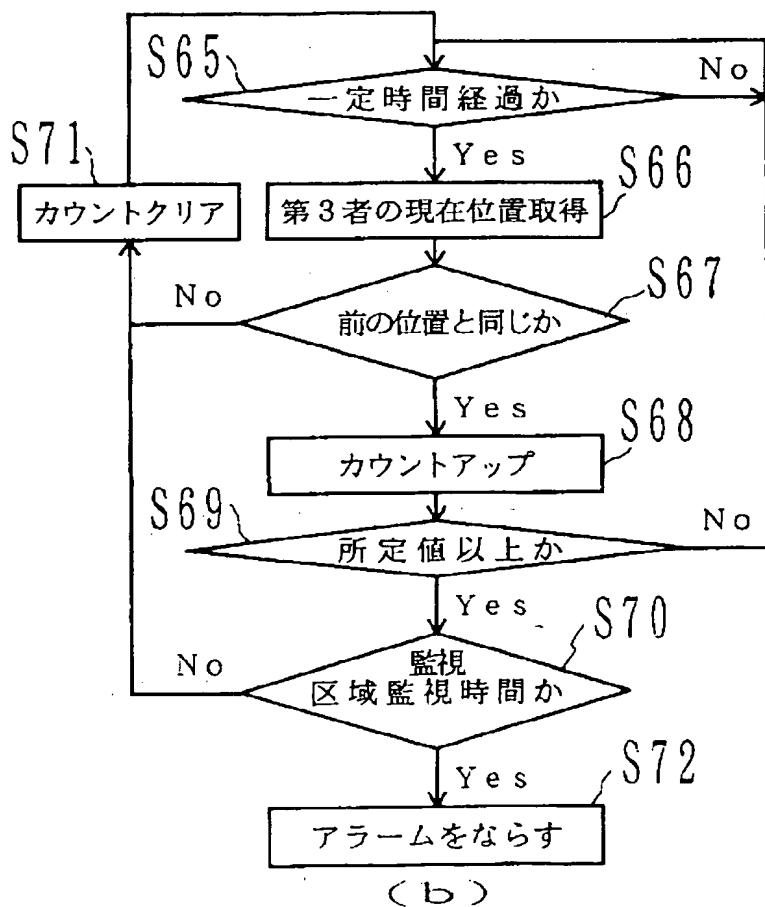 S65
一定時間経過か
No
Yes
S71
カウントクリア
S66
第3者の現在位置取得
No
S67
前の位置と同じか
Yes
S68
カウントアップ
S69
所定値以上か
No
Yes
S70
No
監視
区域監視時間か
Yes
S72
アラームをならす
(b)